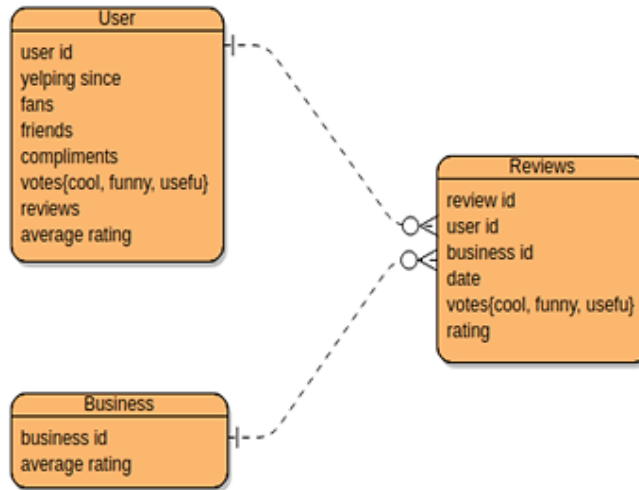 User
user id
yelping since
fans
friends
compliments
votes{cool, funny, usefu}
reviews
average rating
Reviews
review id
user id
business id
date
votes{cool, funny, usefu}
rating
Business
business id
average rating